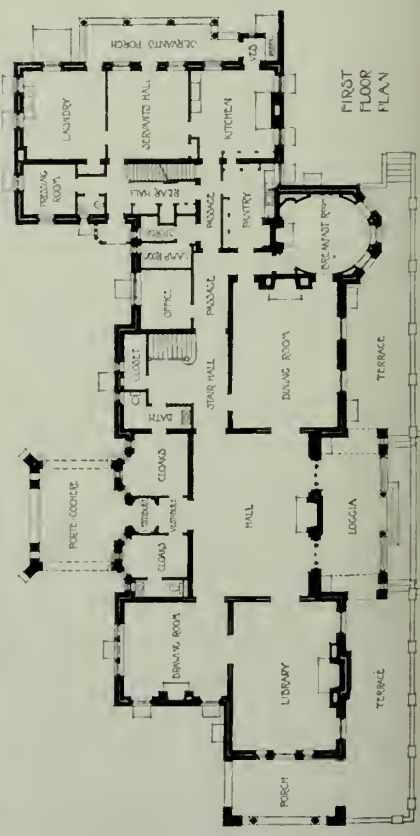 SERVANTS PORCH
VES
LAUNDRY
SERVANTS HALL
KITCHEN
FIRST
FLOOR
PLAN
PRESSING
ROOM
REAR HALL
PASSAGE
PANTRY
BREAKFAST ROOM
LAMP ROOM
OFFICE
PASSAGE
CLOSET
STAIR HALL
DINING ROOM
TERRACE
BATH
PORTE-COCHERE
CLOAKS
VESTIBULE
CLOAKS
HALL
LOGGIA
DRAWING ROOM
LIBRARY
TERRACE
PORCH